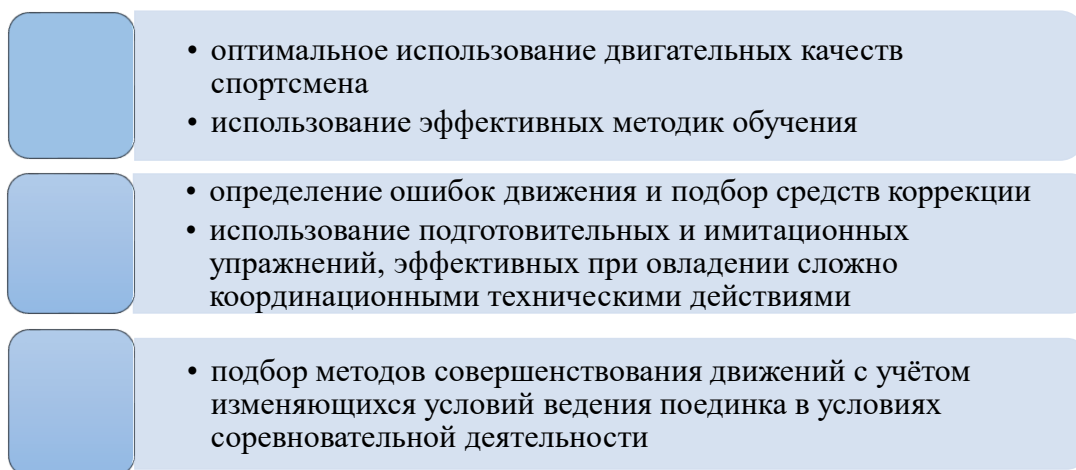 • оптимальное использование двигательных качеств
спортсмена
• использование эффективных методик обучения
• определение ошибок движения и подбор средств коррекции
• использование подготовительных и имитационных
упражнений, эффективных при овладении сложно
координационными техническими действиями
• подбор методов совершенствования движений с учётом
изменяющихся условий ведения поединка в условиях
соревновательной деятельности